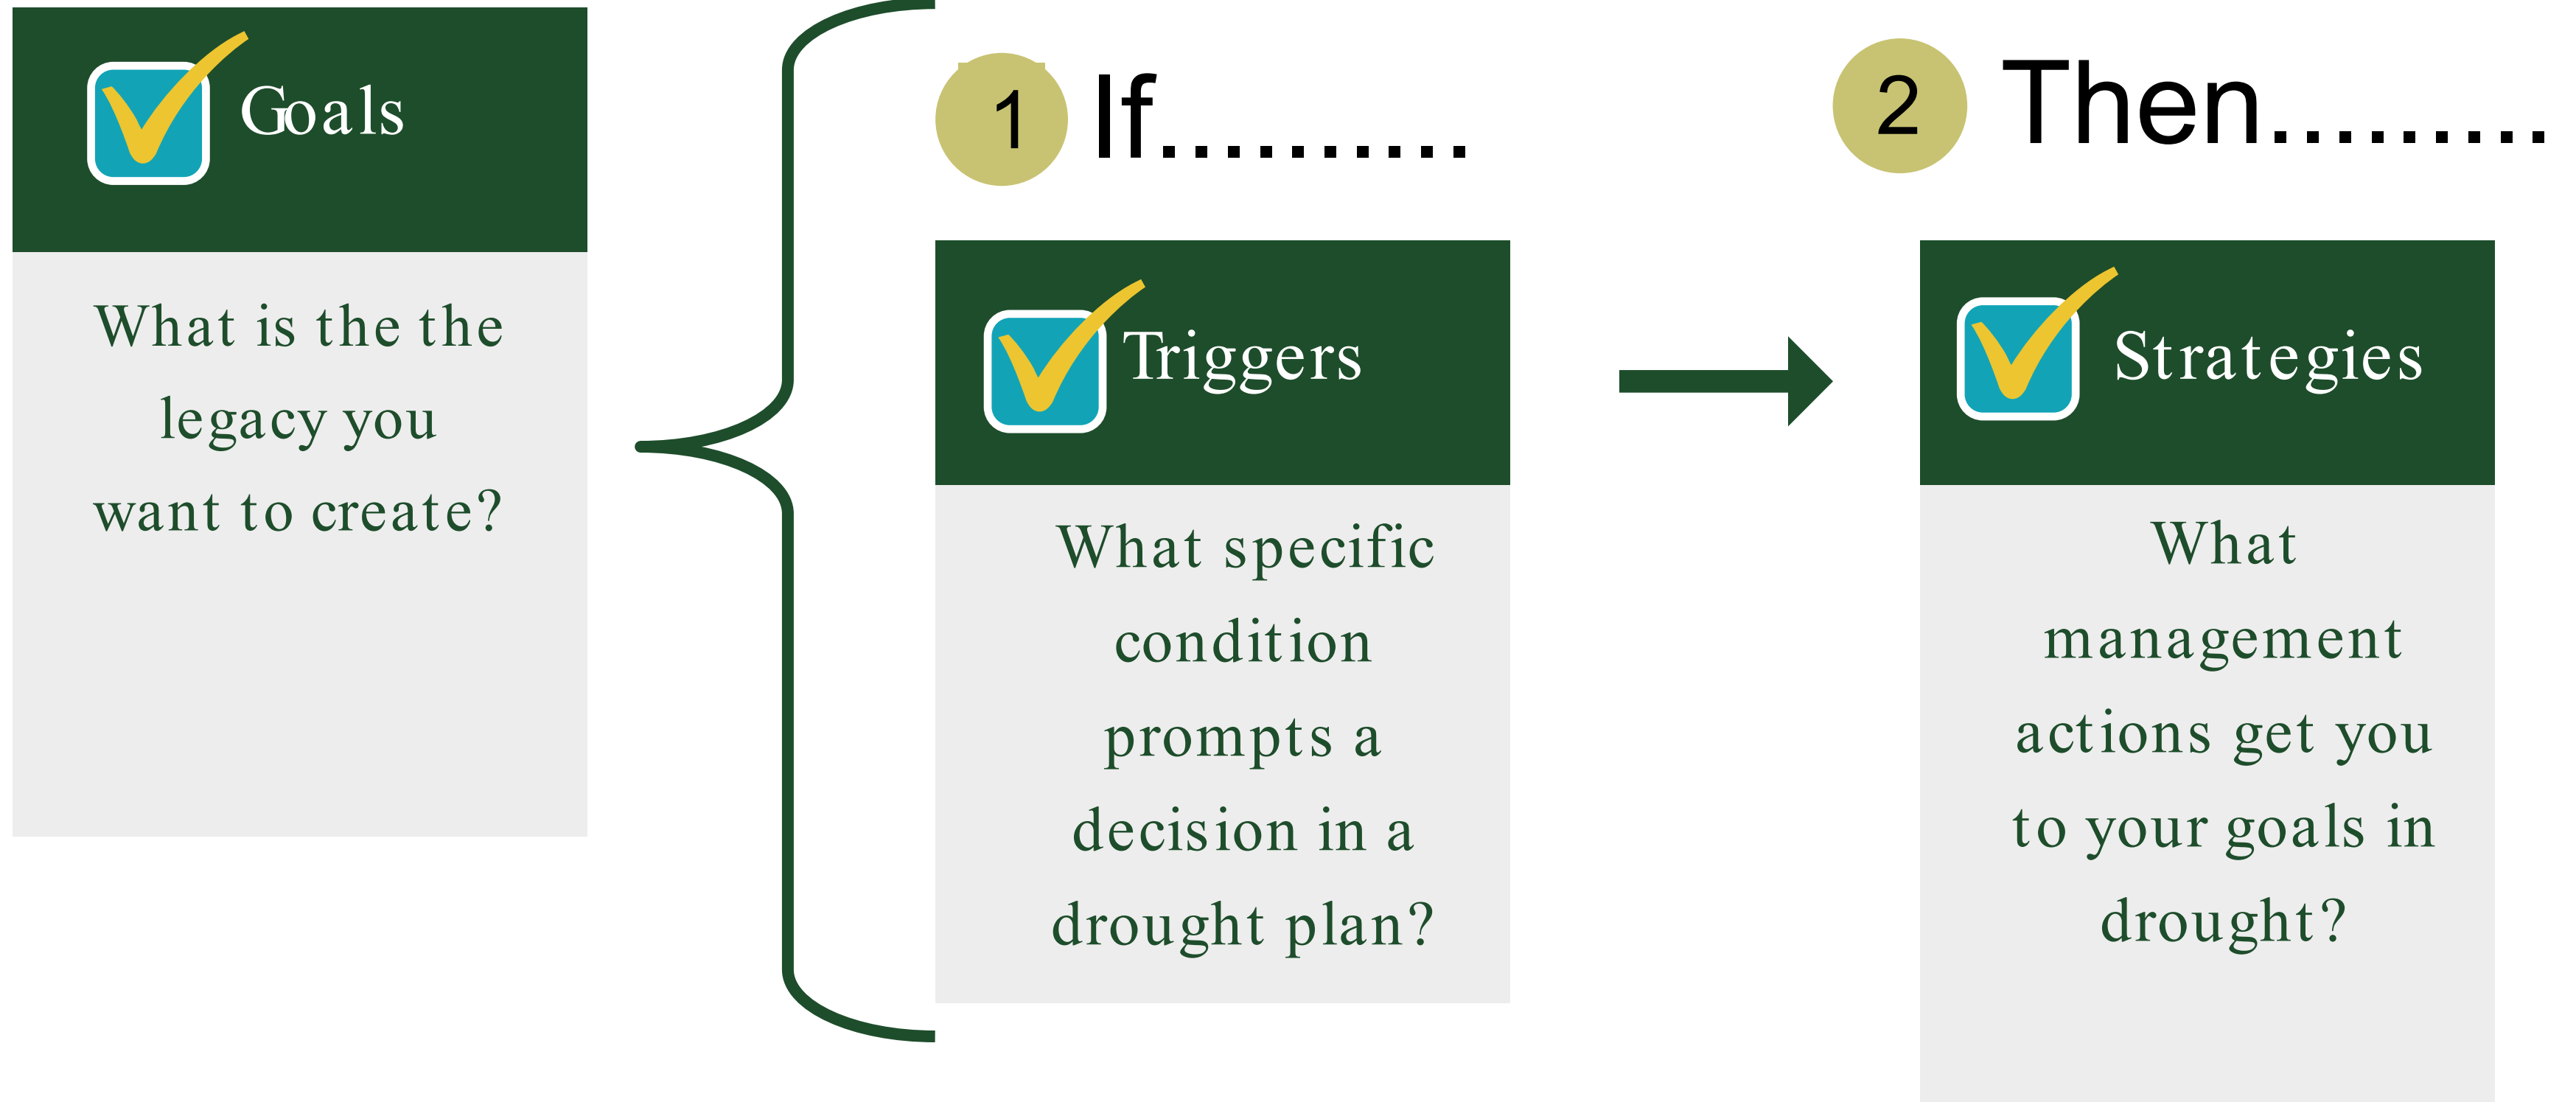 Goals
What is the the
legacy you
want to create?
1 If..........
Triggers
What specific
condition
prompts a
decision in a
drought plan?
2 Then.........
Strategies
What
management
actions get you
to your goals in
drought?